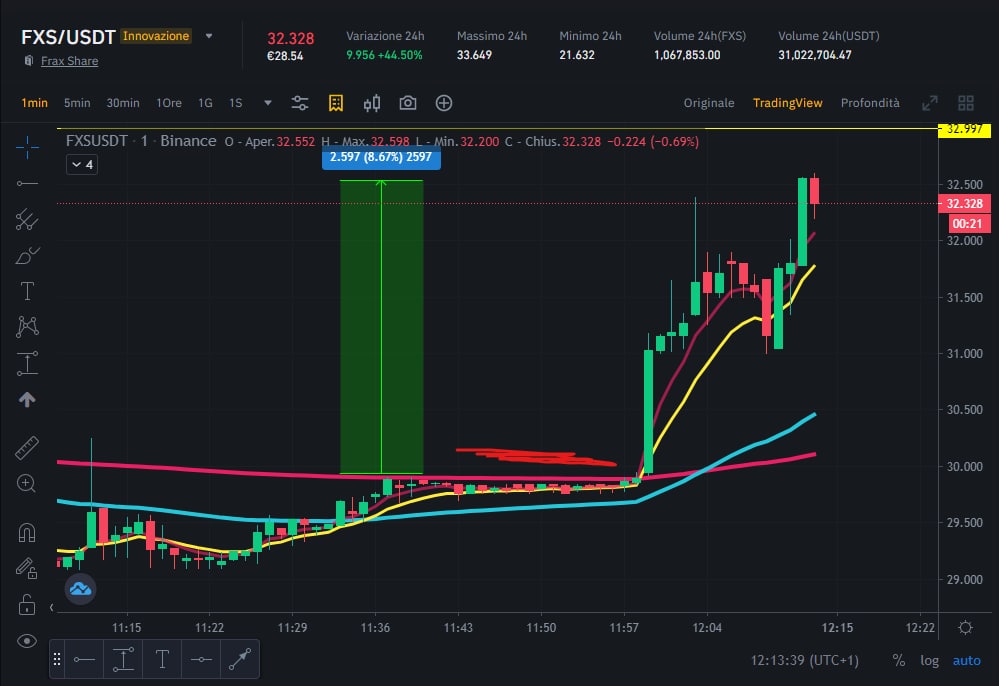 FXS/USDT Innovazione
Frax Share
32.328
€28.54
Variazione 24h
9.956 +44.50%
Massimo 24h
33.649
Minimo 24h
21.632
Volume 24h(FXS)
1,067,853.00
Volume 24h(USDT)
31,022,704.47
1min 5min 30min 1Ore 1G 1S
Originale TradingView Profondità
FXSUSDT · 1 · Binance O - Aper.32.552 H - Max.32.598 L - Min.32.200 C - Chius.32.328 −0.224 (−0.69%)
4
2.597 (8.67%) 2597
32.997
32.500
32.328
00:21
32.000
31.500
31.000
30.500
30.000
29.500
29.000
11:15 11:22 11:29 11:36 11:43 11:50 11:57 12:04 12:15 12:22
12:13:39 (UTC+1) % log auto